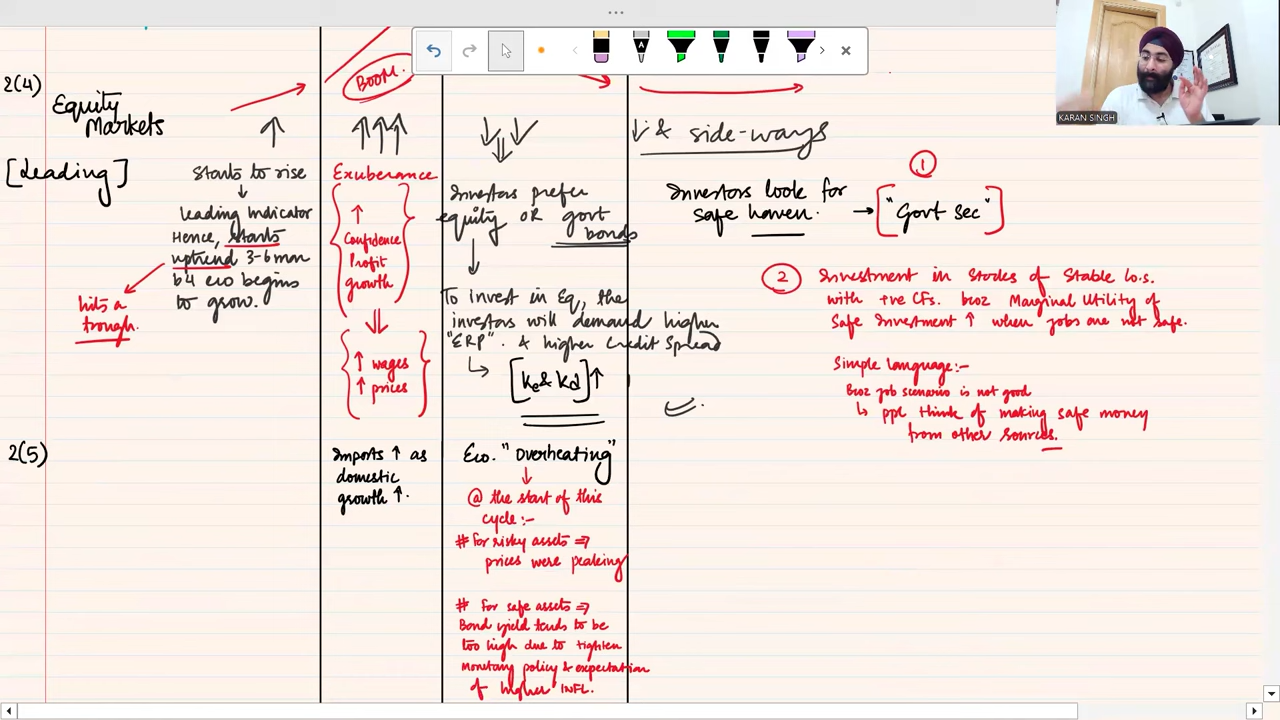 KARAN SINGH
2(4)
Equity
Markets
[Leading]
↑
Starts to rise
↓
leading Indicator
Hence, starts
uptrend 3-6 mon
b4 eco begins
to grow.
hits a
trough.
BOOM.
↑↑↑
Exuberance
↑
Confidence
Profit
growth
⇓
↑ wages
↑ prices
Investors prefer
equity OR govt
bonds
↓
To invest in Eq, the
investors will demand higher
"ERP". & higher Credit Spread
↳ [Ke & Kd]↑
↓ & side-ways
Investors look for
safe haven. → ["Govt Sec"]
①
② Investment in Stocks of Stable Co.s.
with +ve CFs. bcoz Marginal Utility of
Safe Investment ↑ when jobs are not safe.
Simple language:-
Bcoz job scenario is not good
↳ ppl think of making safe money
from other sources.
2(5)
Imports ↑ as
domestic
growth ↑.
Eco. "Overheating"
↓
@ the start of this
cycle:-
# For risky assets ⇒
prices were peaking
# For safe assets ⇒
Bond yield tends to be
too high due to tighten
Monetary policy & expectation
of higher INFL.